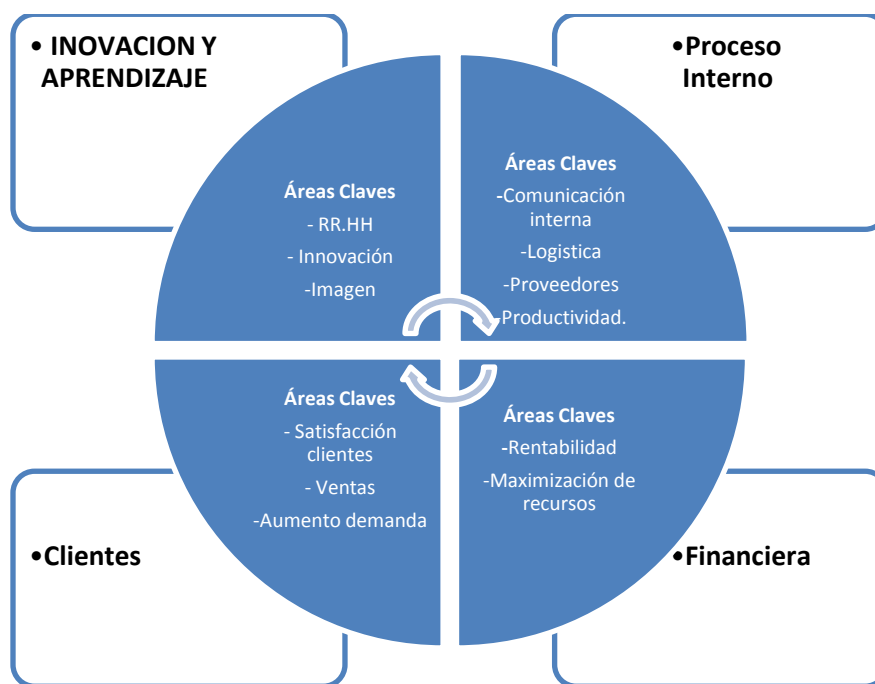 • INOVACION Y
APRENDIZAJE
•Proceso
Interno
Áreas Claves
- RR.HH
- Innovación
-Imagen
Áreas Claves
-Comunicación
interna
-Logistica
-Proveedores
-Productividad.
Áreas Claves
- Satisfacción
clientes
- Ventas
-Aumento demanda
Áreas Claves
-Rentabilidad
-Maximización de
recursos
•Clientes
•Financiera